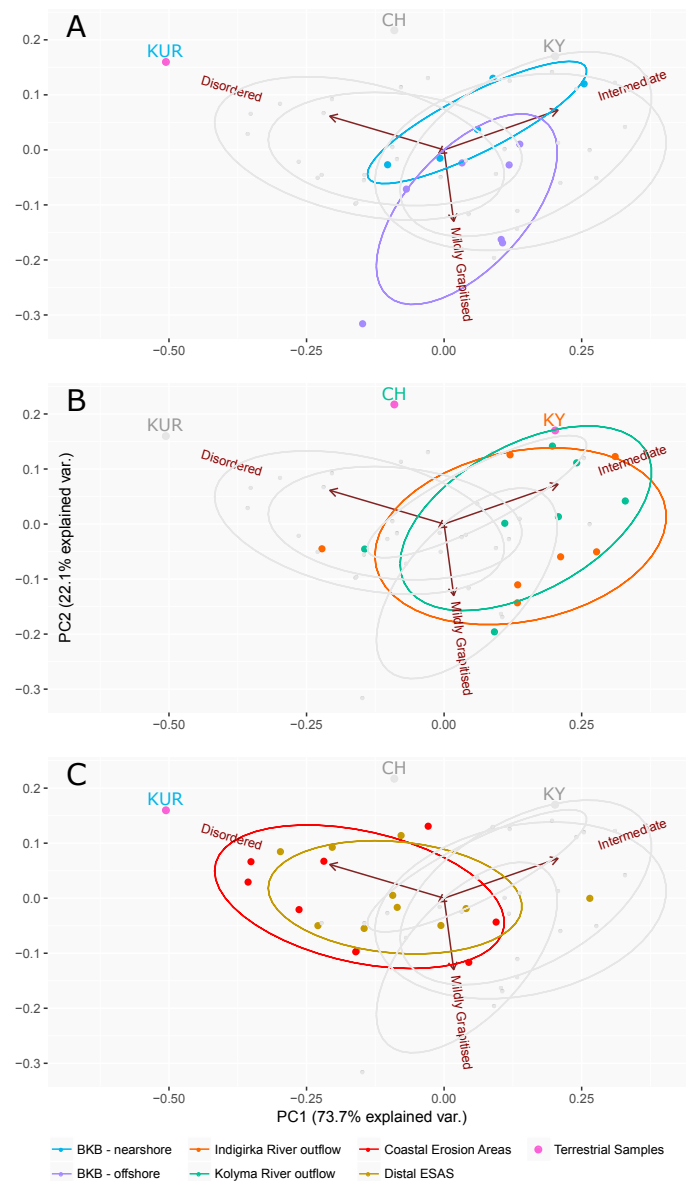 A
CH
KUR
KY
Disordered
Intermediate
Mildly Grapitised
0.2
0.1
0.0
−0.1
−0.2
−0.3
−0.50
−0.25
0.00
0.25
B
CH
KUR
KY
Disordered
Intermediate
Mildly Grapitised
0.2
0.1
0.0
−0.1
−0.2
−0.3
PC2 (22.1% explained var.)
−0.50
−0.25
0.00
0.25
C
CH
KUR
KY
Disordered
Intermediate
Mildly Grapitised
0.2
0.1
0.0
−0.1
−0.2
−0.3
−0.50
−0.25
0.00
0.25
PC1 (73.7% explained var.)
BKB - nearshore
Indigirka River outflow
Coastal Erosion Areas
Terrestrial Samples
BKB - offshore
Kolyma River outflow
Distal ESAS